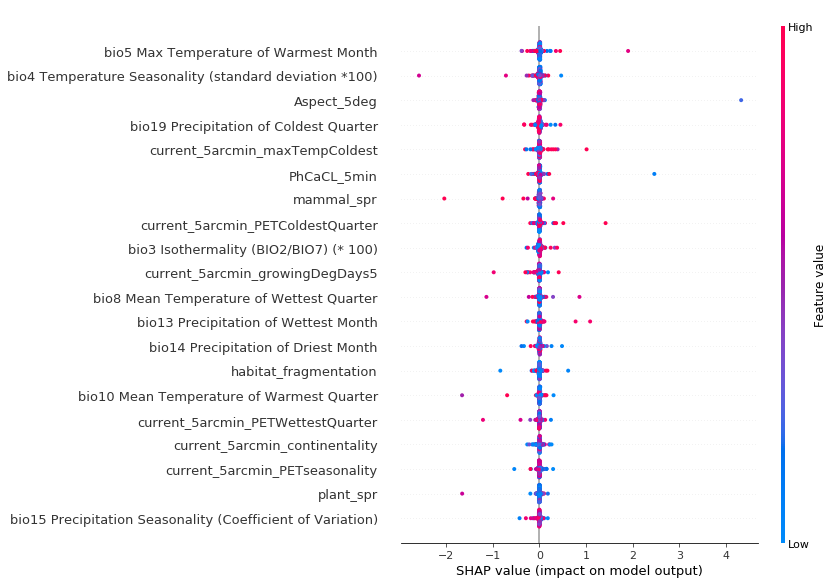 High
bio5 Max Temperature of Warmest Month
bio4 Temperature Seasonality (standard deviation *100)
Aspect_5deg
bio19 Precipitation of Coldest Quarter
current_5arcmin_maxTempColdest
PhCaCL_5min
mammal_spr
current_5arcmin_PETColdestQuarter
bio3 Isothermality (BIO2/BIO7) (* 100)
current_5arcmin_growingDegDays5
bio8 Mean Temperature of Wettest Quarter
bio13 Precipitation of Wettest Month
bio14 Precipitation of Driest Month
habitat_fragmentation
bio10 Mean Temperature of Warmest Quarter
current_5arcmin_PETWettestQuarter
current_5arcmin_continentality
current_5arcmin_PETseasonality
plant_spr
bio15 Precipitation Seasonality (Coefficient of Variation)
Feature value
Low
−2 −1 0 1 2 3 4
SHAP value (impact on model output)